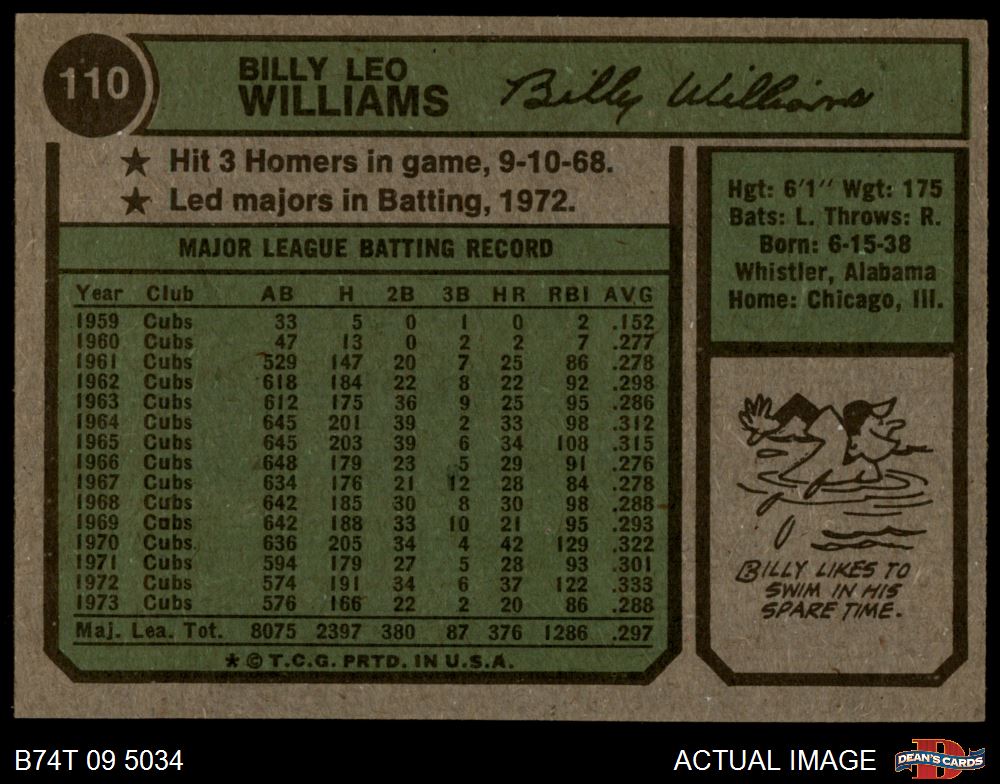 110
BILLY LEO
WILLIAMS
Billy Williams
★ Hit 3 Homers in game, 9-10-68.
★ Led majors in Batting, 1972.
MAJOR LEAGUE BATTING RECORD
Year Club AB H 2B 3B HR RBI AVG
1959 Cubs 33 5 0 1 0 2 .152
1960 Cubs 47 13 0 2 2 7 .277
1961 Cubs 529 147 20 7 25 86 .278
1962 Cubs 618 184 22 8 22 92 .298
1963 Cubs 612 175 36 9 25 95 .286
1964 Cubs 645 201 39 2 33 98 .312
1965 Cubs 645 203 39 6 34 108 .315
1966 Cubs 648 179 23 5 29 91 .276
1967 Cubs 634 176 21 12 28 84 .278
1968 Cubs 642 185 30 8 30 98 .288
1969 Cubs 642 188 33 10 21 95 .293
1970 Cubs 636 205 34 4 42 129 .322
1971 Cubs 594 179 27 5 28 93 .301
1972 Cubs 574 191 34 6 37 122 .333
1973 Cubs 576 166 22 2 20 86 .288
Maj. Lea. Tot. 8075 2397 380 87 376 1286 .297
* © T.C.G. PRTD. IN U.S.A.
Hgt: 6'1" Wgt: 175
Bats: L. Throws: R.
Born: 6-15-38
Whistler, Alabama
Home: Chicago, Ill.
BILLY LIKES TO
SWIM IN HIS
SPARE TIME.
B74T 09 5034
ACTUAL IMAGE
D
DEAN'S CARDS